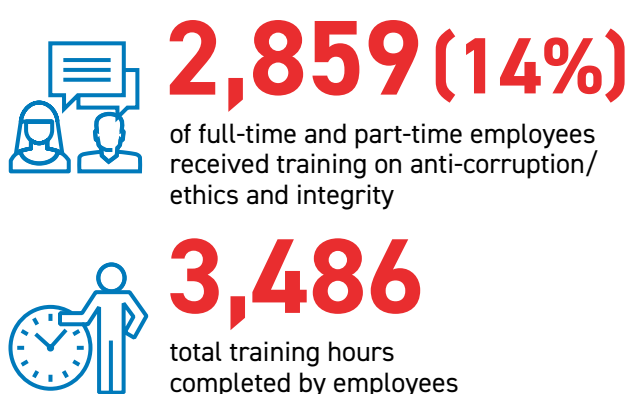 2,859 (14%)
of full-time and part-time employees
received training on anti-corruption/
ethics and integrity
3,486
total training hours
completed by employees